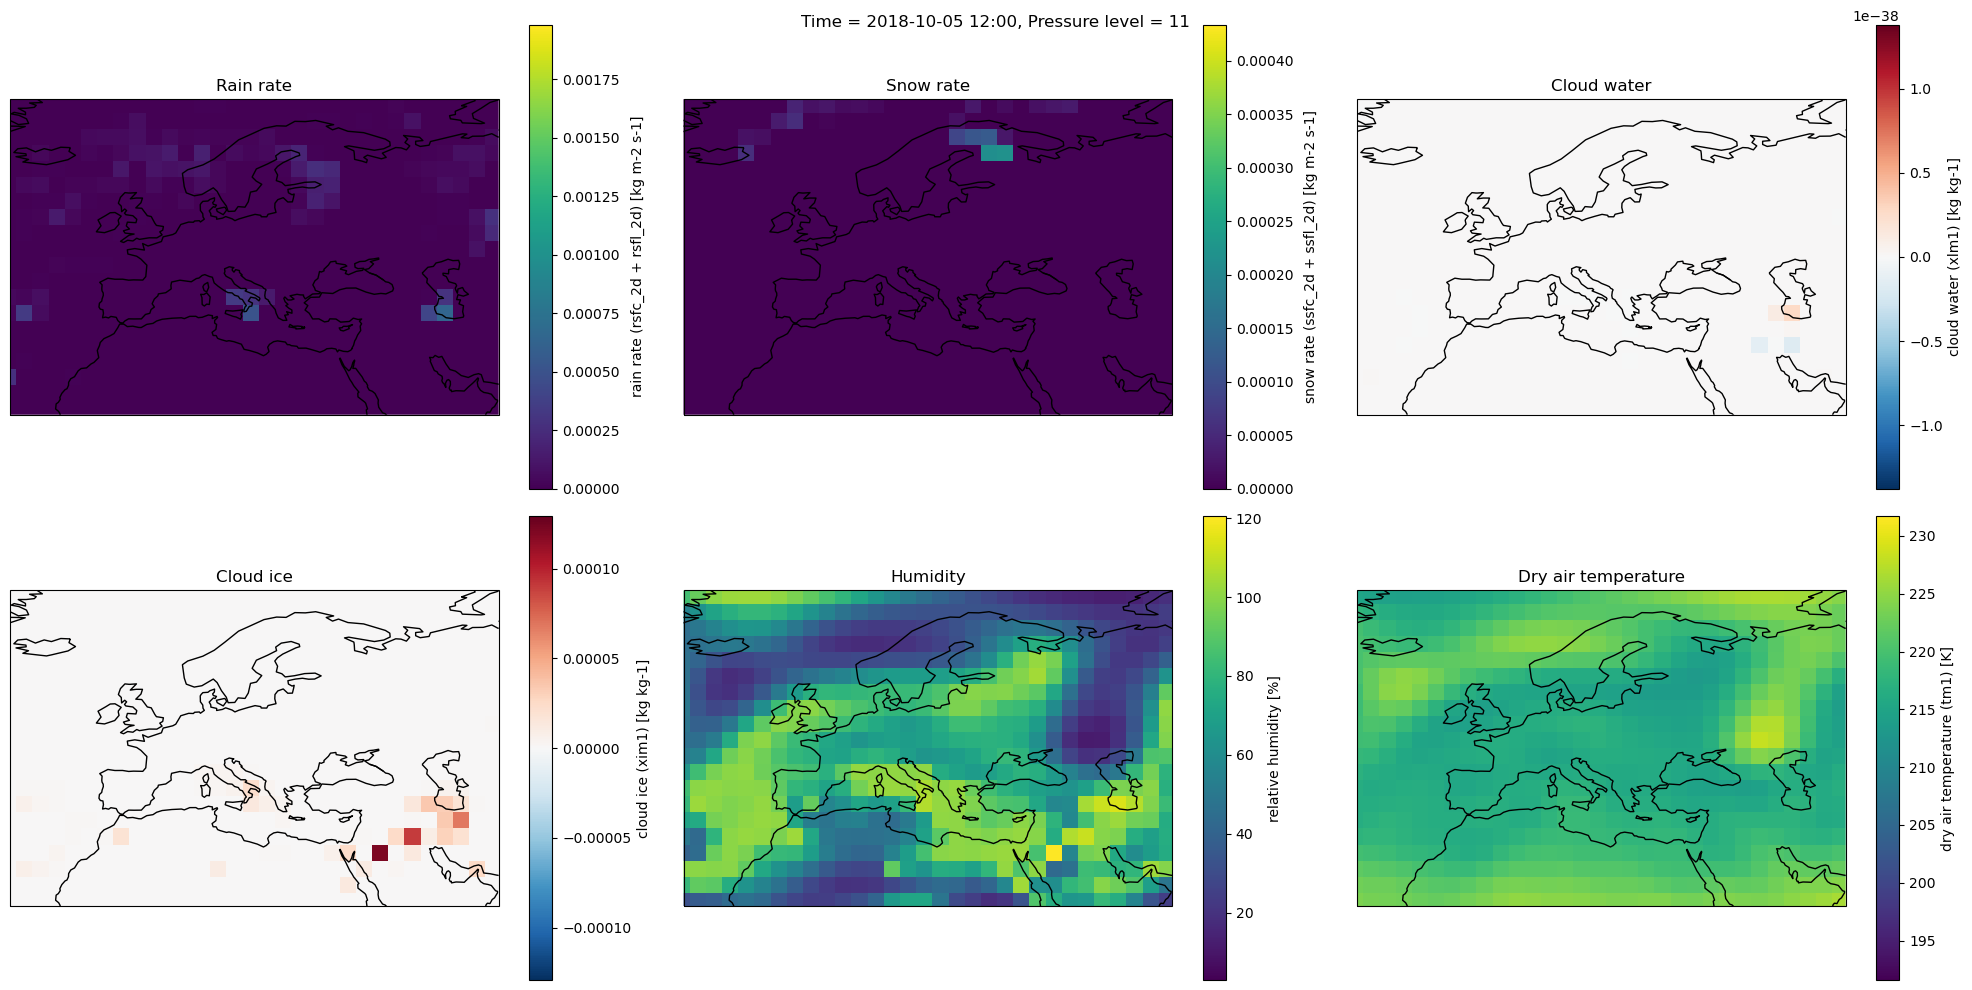 Time = 2018-10-05 12:00, Pressure level = 11
Rain rate
0.00175
0.00150
0.00125
0.00100
0.00075
0.00050
0.00025
0.00000
rain rate (rsfc_2d + rsfl_2d) [kg m-2 s-1]
Snow rate
0.00040
0.00035
0.00030
0.00025
0.00020
0.00015
0.00010
0.00005
0.00000
snow rate (ssfc_2d + ssfl_2d) [kg m-2 s-1]
Cloud water
1e−38
1.0
0.5
0.0
−0.5
−1.0
cloud water (xlm1) [kg kg-1]
Cloud ice
0.00010
0.00005
0.00000
−0.00005
−0.00010
cloud ice (xim1) [kg kg-1]
Humidity
120
100
80
60
40
20
relative humidity [%]
Dry air temperature
230
225
220
215
210
205
200
195
dry air temperature (tm1) [K]